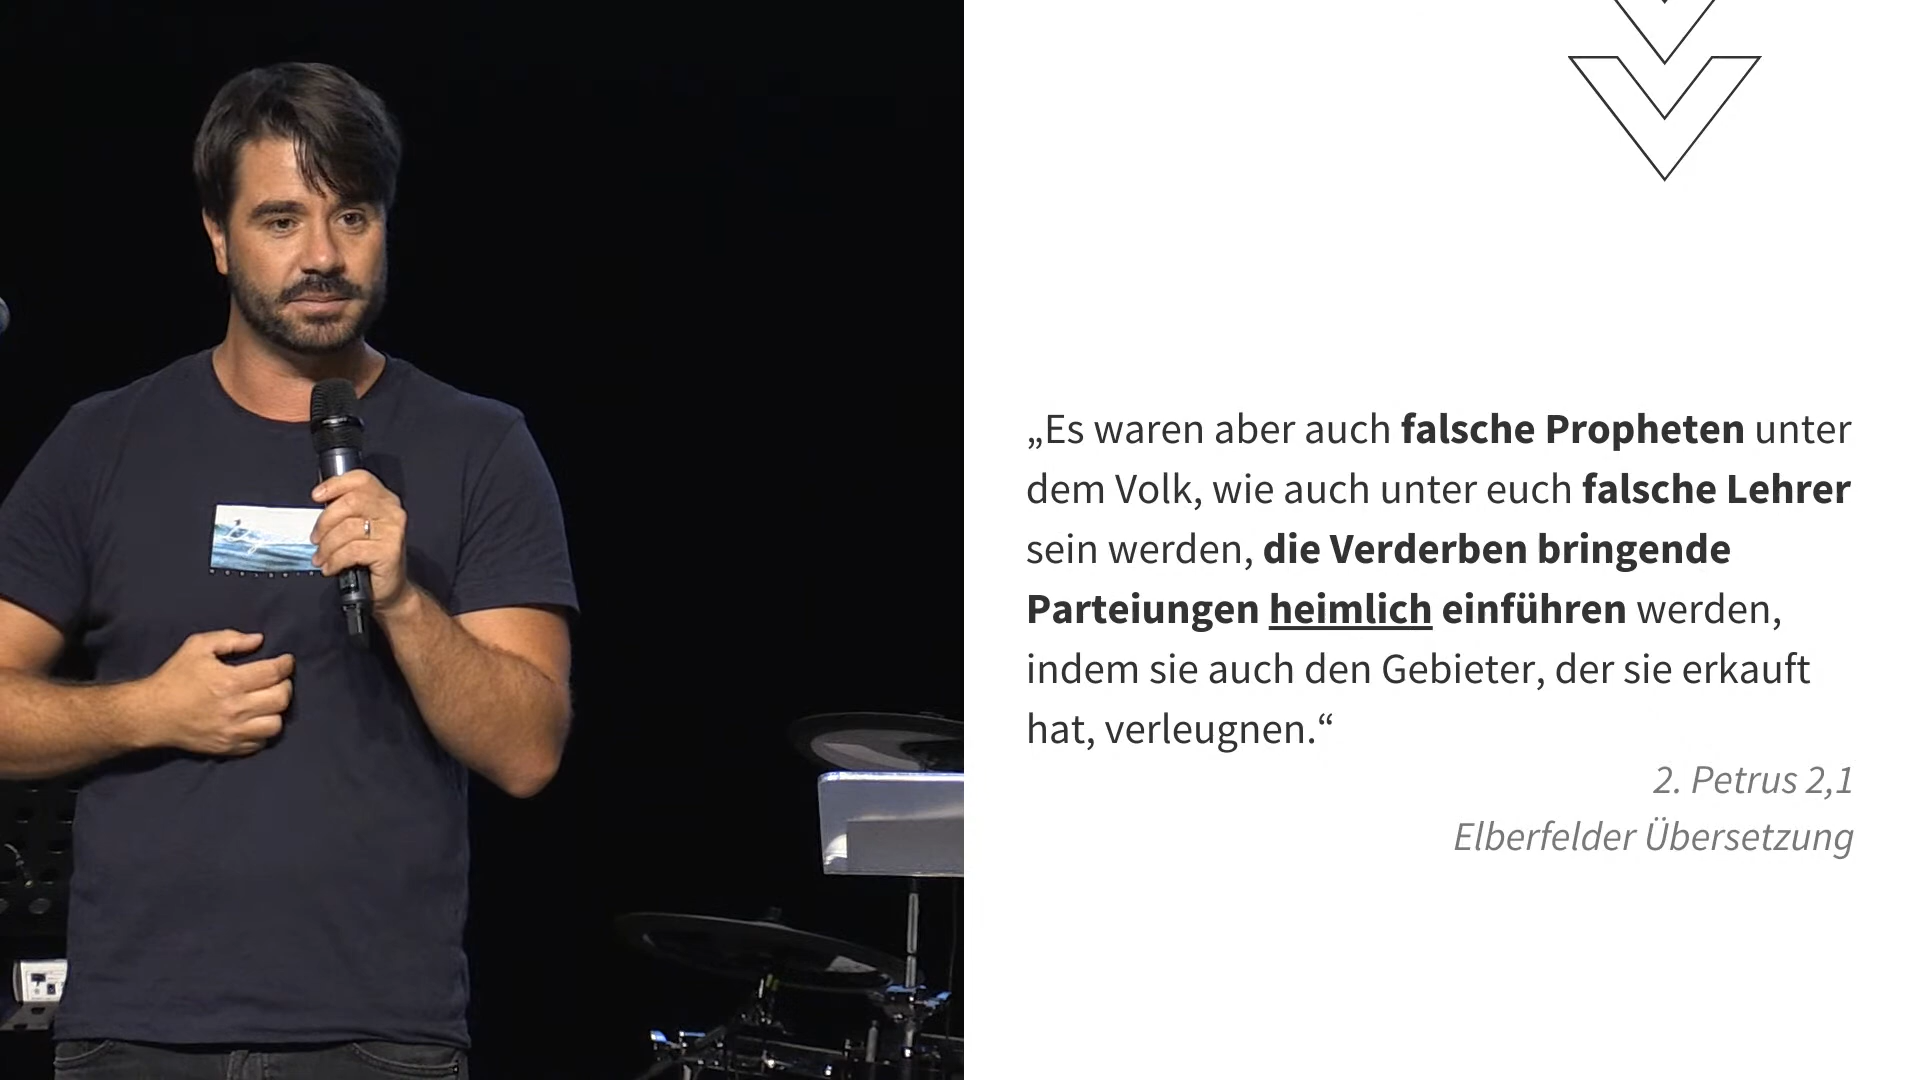 „Es waren aber auch falsche Propheten unter
dem Volk, wie auch unter euch falsche Lehrer
sein werden, die Verderben bringende
Parteiungen heimlich einführen werden,
indem sie auch den Gebieter, der sie erkauft
hat, verleugnen.“
2. Petrus 2,1
Elberfelder Übersetzung